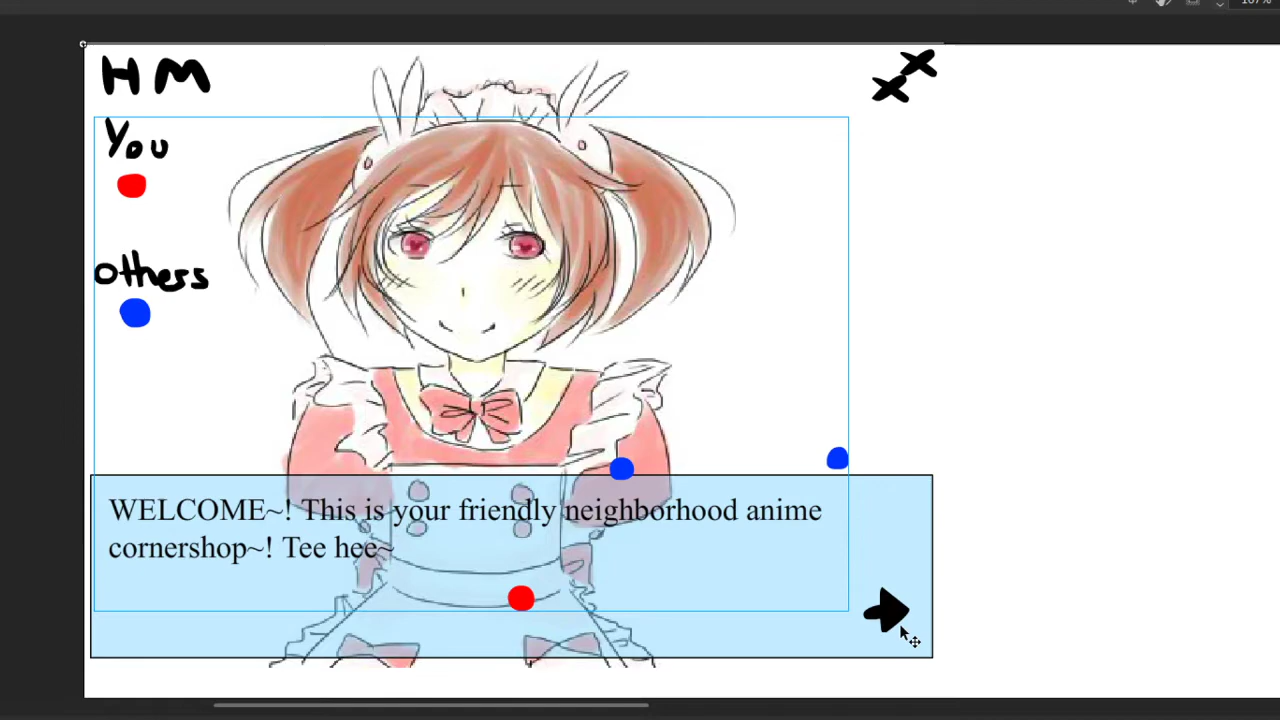 HM
You
others
WELCOME~! This is your friendly neighborhood anime
cornershop~! Tee hee~